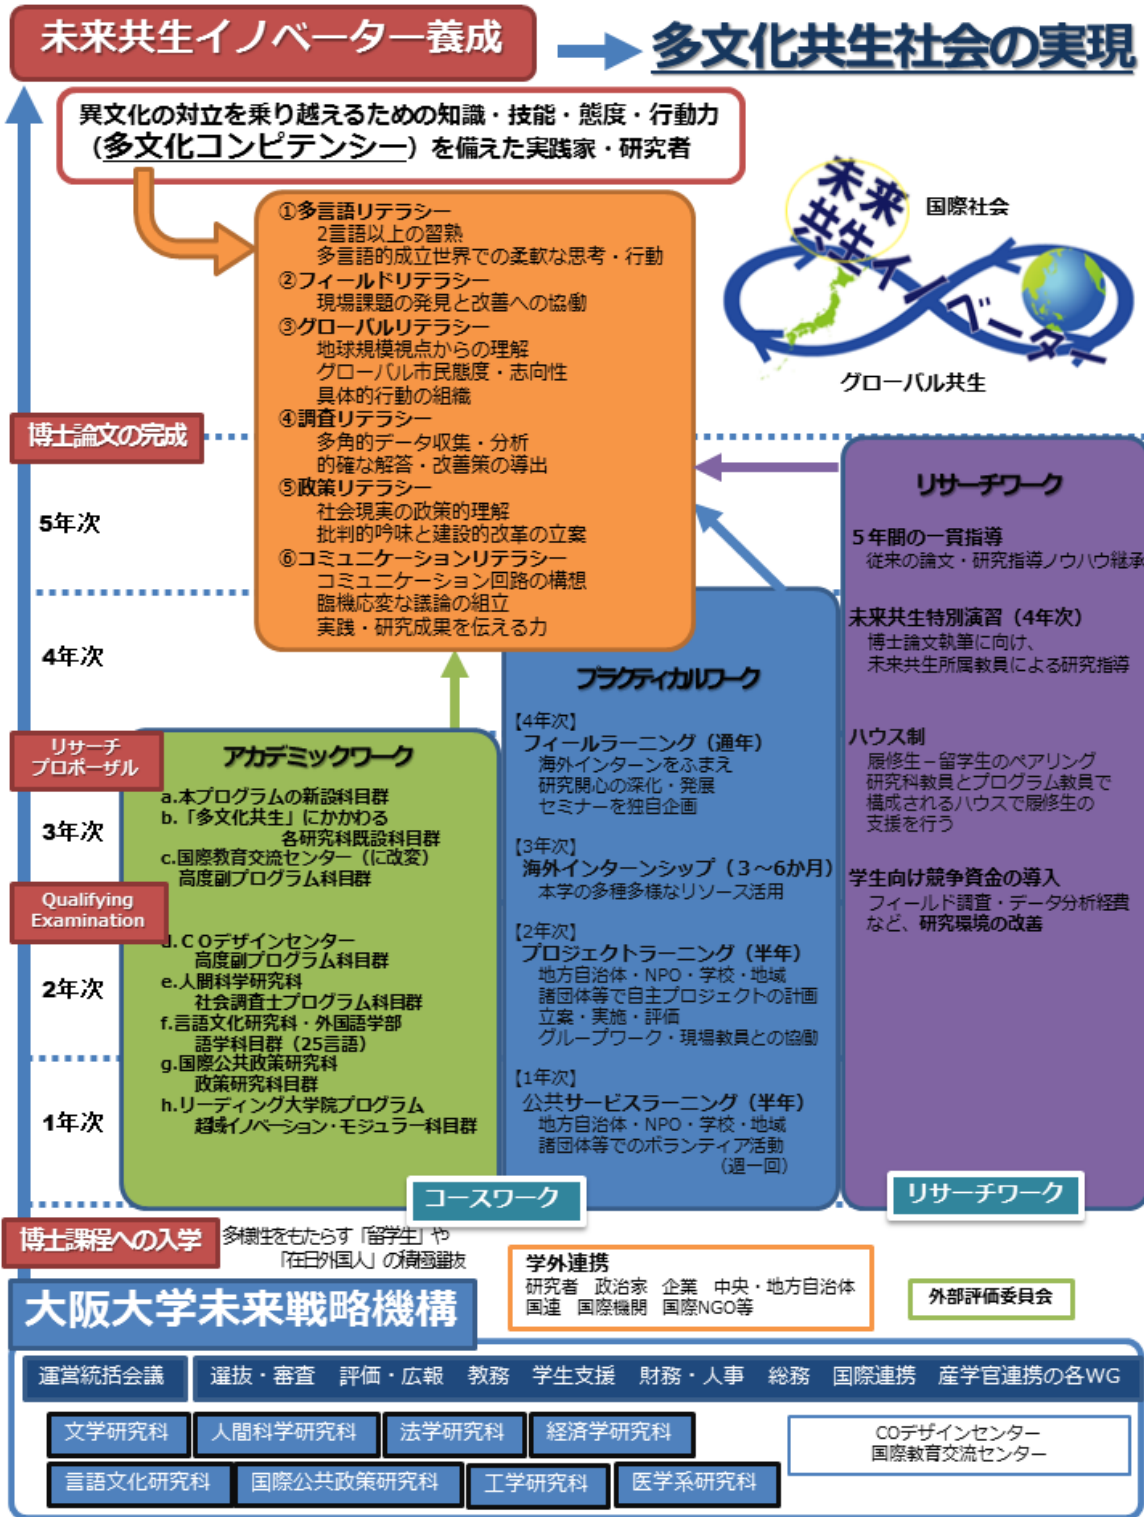 未来共生イノベーター養成
多文化共生社会の実現
異文化の対立を乗り越えるための知識・技能・態度・行動力
（多文化コンピテンシー）を備えた実践家・研究者
①多言語リテラシー
2言語以上の習熟
多言語的成立世界での柔軟な思考・行動
②フィールドリテラシー
現場課題の発見と改善への協働
③グローバルリテラシー
地球規模視点からの理解
グローバル市民態度・志向性
具体的行動の組織
④調査リテラシー
多角的データ収集・分析
的確な解答・改善策の導出
⑤政策リテラシー
社会現実の政策的理解
批判的吟味と建設的改革の立案
⑥コミュニケーションリテラシー
コミュニケーション回路の構想
臨機応変な議論の組立
実践・研究成果を伝える力
未来
共生イノベーター
国際社会
グローバル共生
博士論文の完成
5年次
4年次
リサーチ
プロポーザル
3年次
Qualifying
Examination
2年次
1年次
アカデミックワーク
a.本プログラムの新設科目群
b.「多文化共生」にかかわる
各研究科既設科目群
c.国際教育交流センター（に改変）
高度副プログラム科目群
d.ＣＯデザインセンター
高度副プログラム科目群
e.人間科学研究科
社会調査士プログラム科目群
f.言語文化研究科・外国語学部
語学科目群（25言語）
g.国際公共政策研究科
政策研究科目群
h.リーディング大学院プログラム
超域イノベーション・モジュラー科目群
プラクティカルワーク
【4年次】
フィールラーニング（通年）
海外インターンをふまえ
研究関心の深化・発展
セミナーを独自企画
【3年次】
海外インターンシップ（３～6か月）
本学の多種多様なリソース活用
【2年次】
プロジェクトラーニング（半年）
地方自治体・NPO・学校・地域
諸団体等で自主プロジェクトの計画
立案・実施・評価
グループワーク・現場教員との協働
【1年次】
公共サービスラーニング（半年）
地方自治体・NPO・学校・地域
諸団体等でのボランティア活動
（週一回）
コースワーク
リサーチワーク
５年間の一貫指導
従来の論文・研究指導ノウハウ継承
未来共生特別演習（4年次）
博士論文執筆に向け、
未来共生所属教員による研究指導
ハウス制
履修生－留学生のペアリング
研究科教員とプログラム教員で
構成されるハウスで履修生の
支援を行う
学生向け競争資金の導入
フィールド調査・データ分析経費
など、研究環境の改善
リサーチワーク
博士課程への入学
多様性をもたらす「留学生」や
「在日外国人」の積極選抜
大阪大学未来戦略機構
学外連携
研究者　政治家　企業　中央・地方自治体
国連　国際機関　国際NGO等
外部評価委員会
運営統括会議
選抜・審査　評価・広報　教務　学生支援　財務・人事　総務　国際連携　産学官連携の各WG
文学研究科　人間科学研究科　法学研究科　経済学研究科
言語文化研究科　国際公共政策研究科　工学研究科　医学系研究科
COデザインセンター
国際教育交流センター